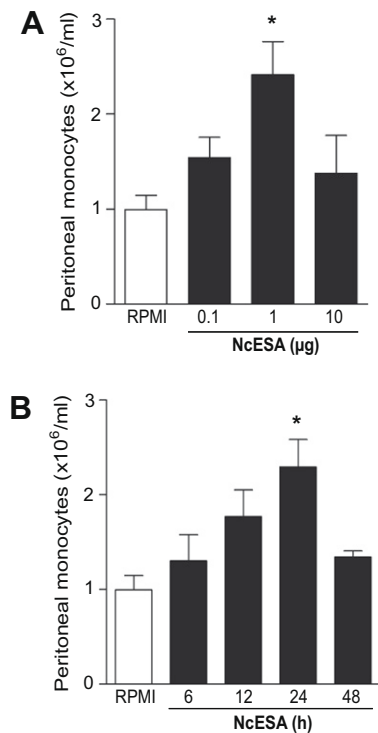 A
Peritoneal monocytes (x10⁶/ml)
3
2
1
0
*
RPMI 0.1 1 10
NcESA (µg)
B
Peritoneal monocytes (x10⁶/ml)
3
2
1
0
*
RPMI 6 12 24 48
NcESA (h)